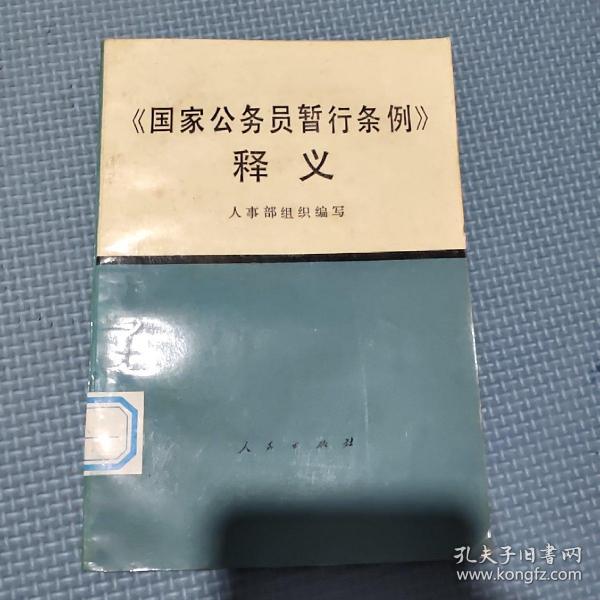 《国家公务员暂行条例》
释义
人事部组织编写
人民出版社
孔夫子旧書网
www.kongfz.com